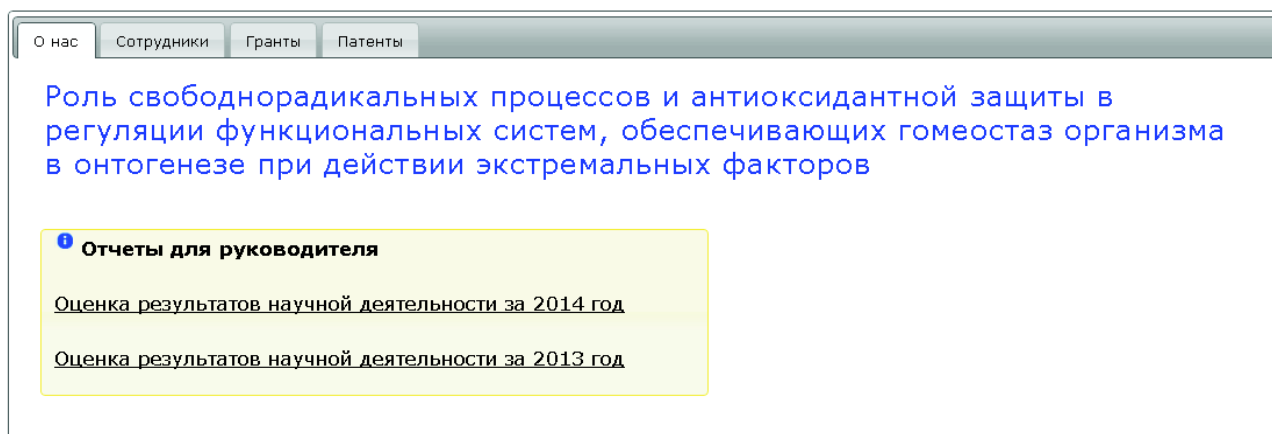 О нас Сотрудники Гранты Патенты
Роль свободнорадикальных процессов и антиоксидантной защиты в
регуляции функциональных систем, обеспечивающих гомеостаз организма
в онтогенезе при действии экстремальных факторов
Отчеты для руководителя
Оценка результатов научной деятельности за 2014 год
Оценка результатов научной деятельности за 2013 год